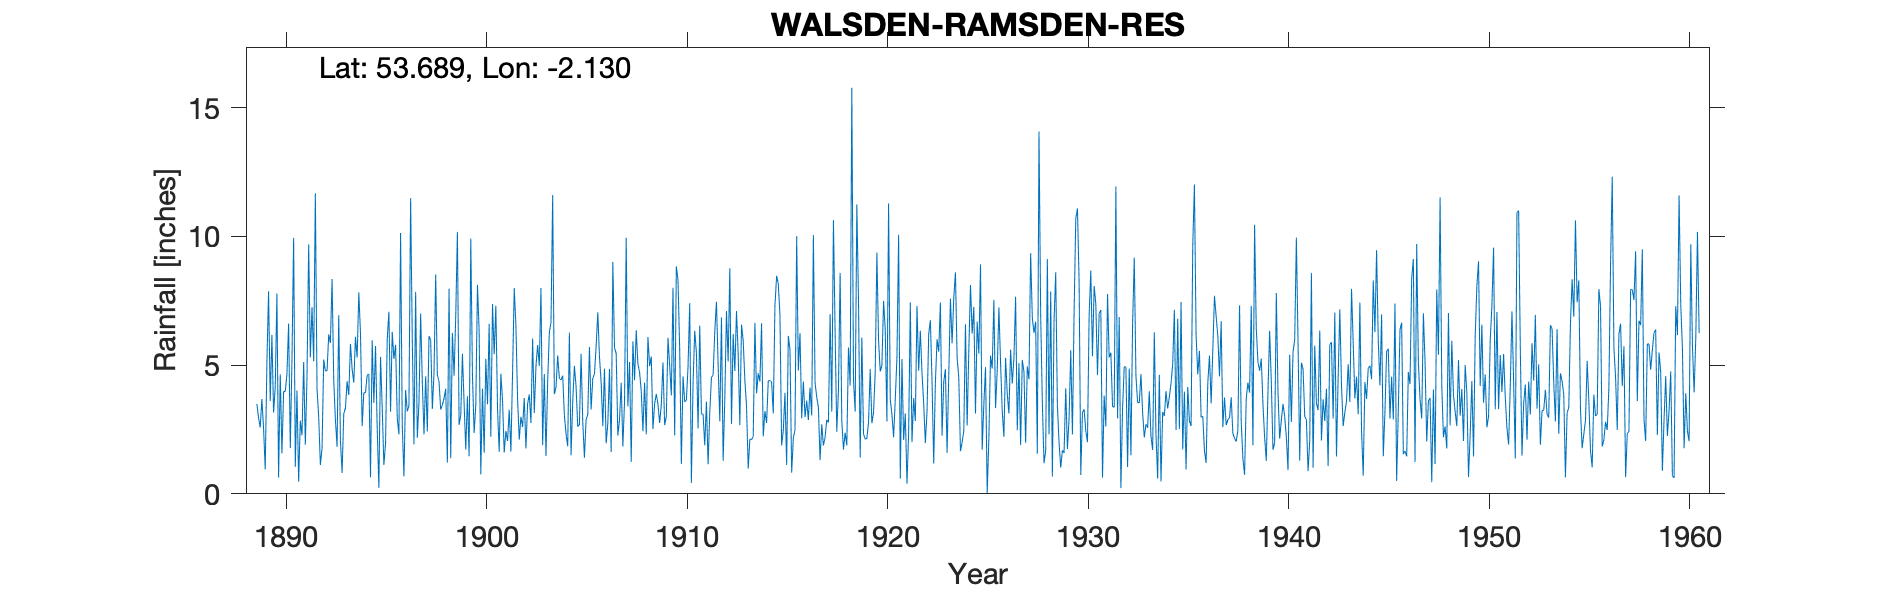 WALSDEN-RAMSDEN-RES
Lat: 53.689, Lon: -2.130
15
10
5
0
Rainfall [inches]
1890 1900 1910 1920 1930 1940 1950 1960
Year